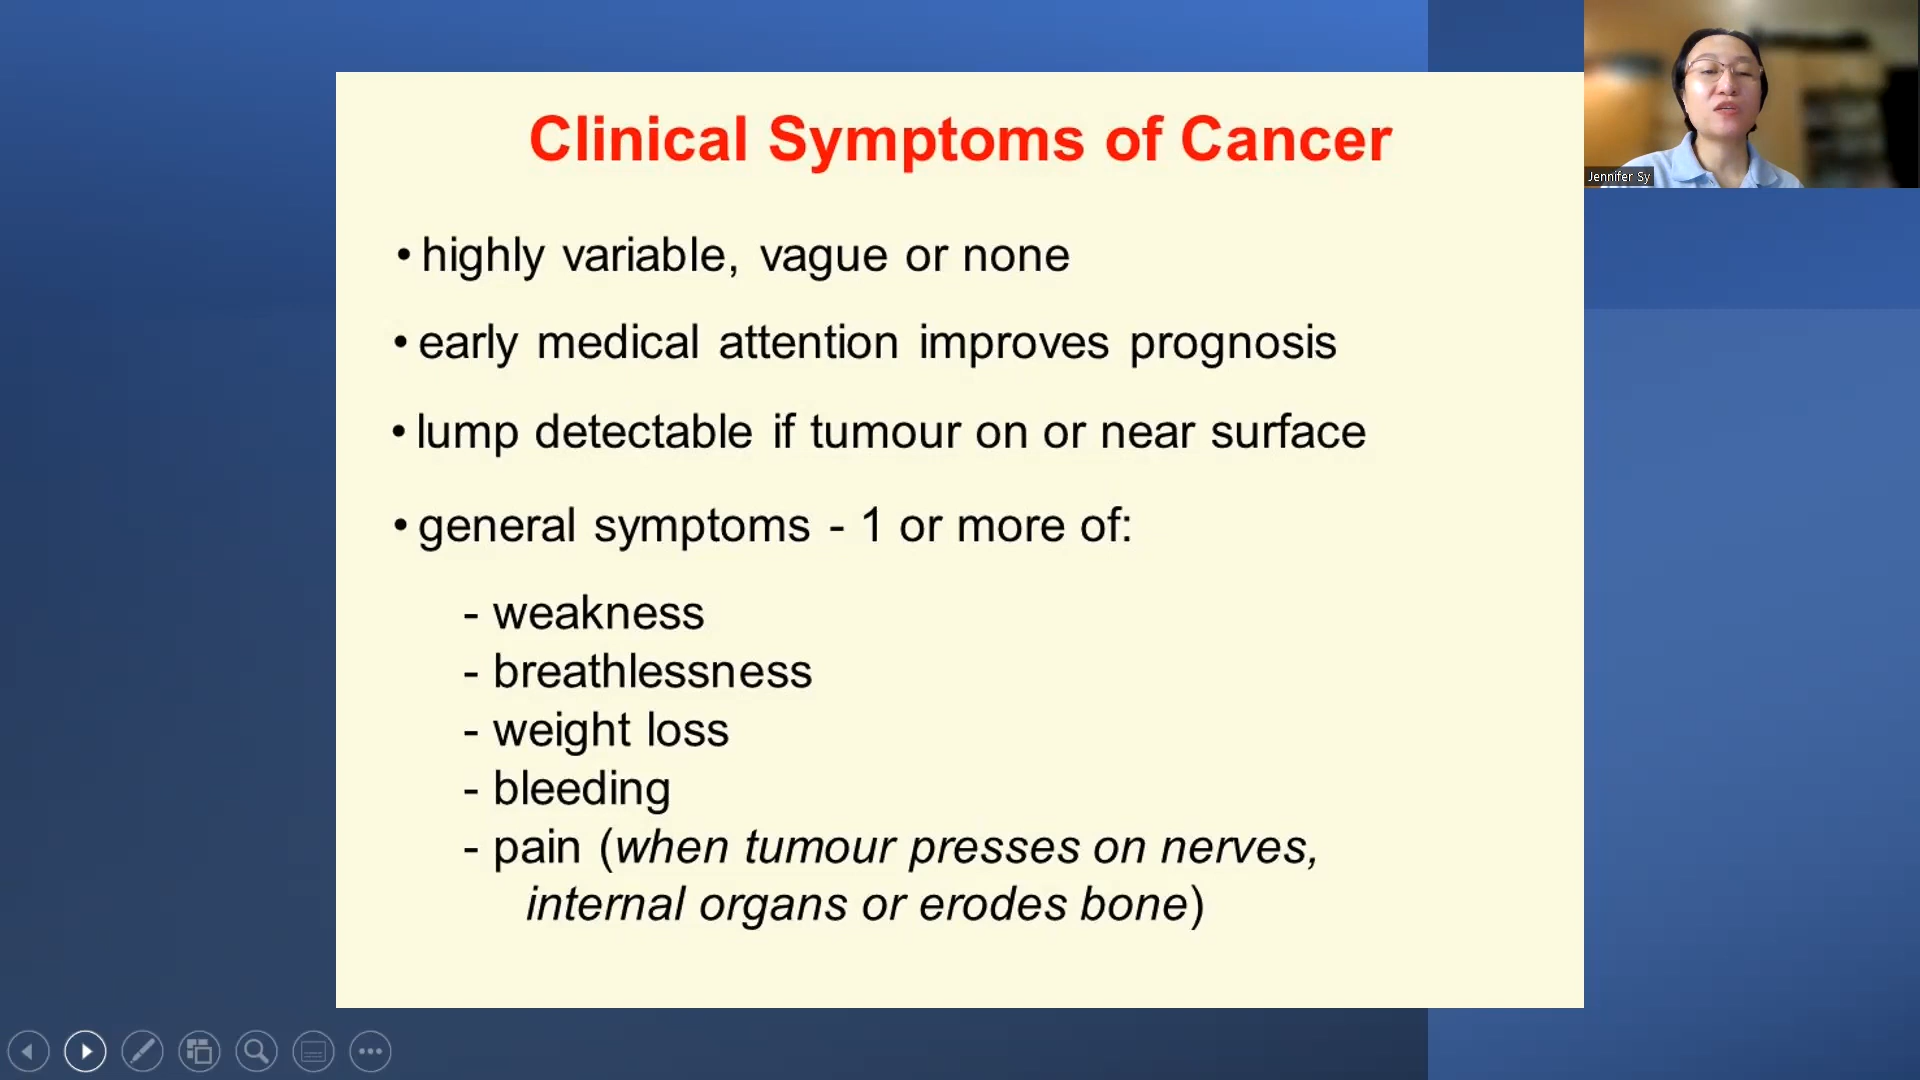 Clinical Symptoms of Cancer
• highly variable, vague or none
• early medical attention improves prognosis
• lump detectable if tumour on or near surface
• general symptoms - 1 or more of:
- weakness
- breathlessness
- weight loss
- bleeding
- pain (when tumour presses on nerves,
internal organs or erodes bone)
Jennifer Sy